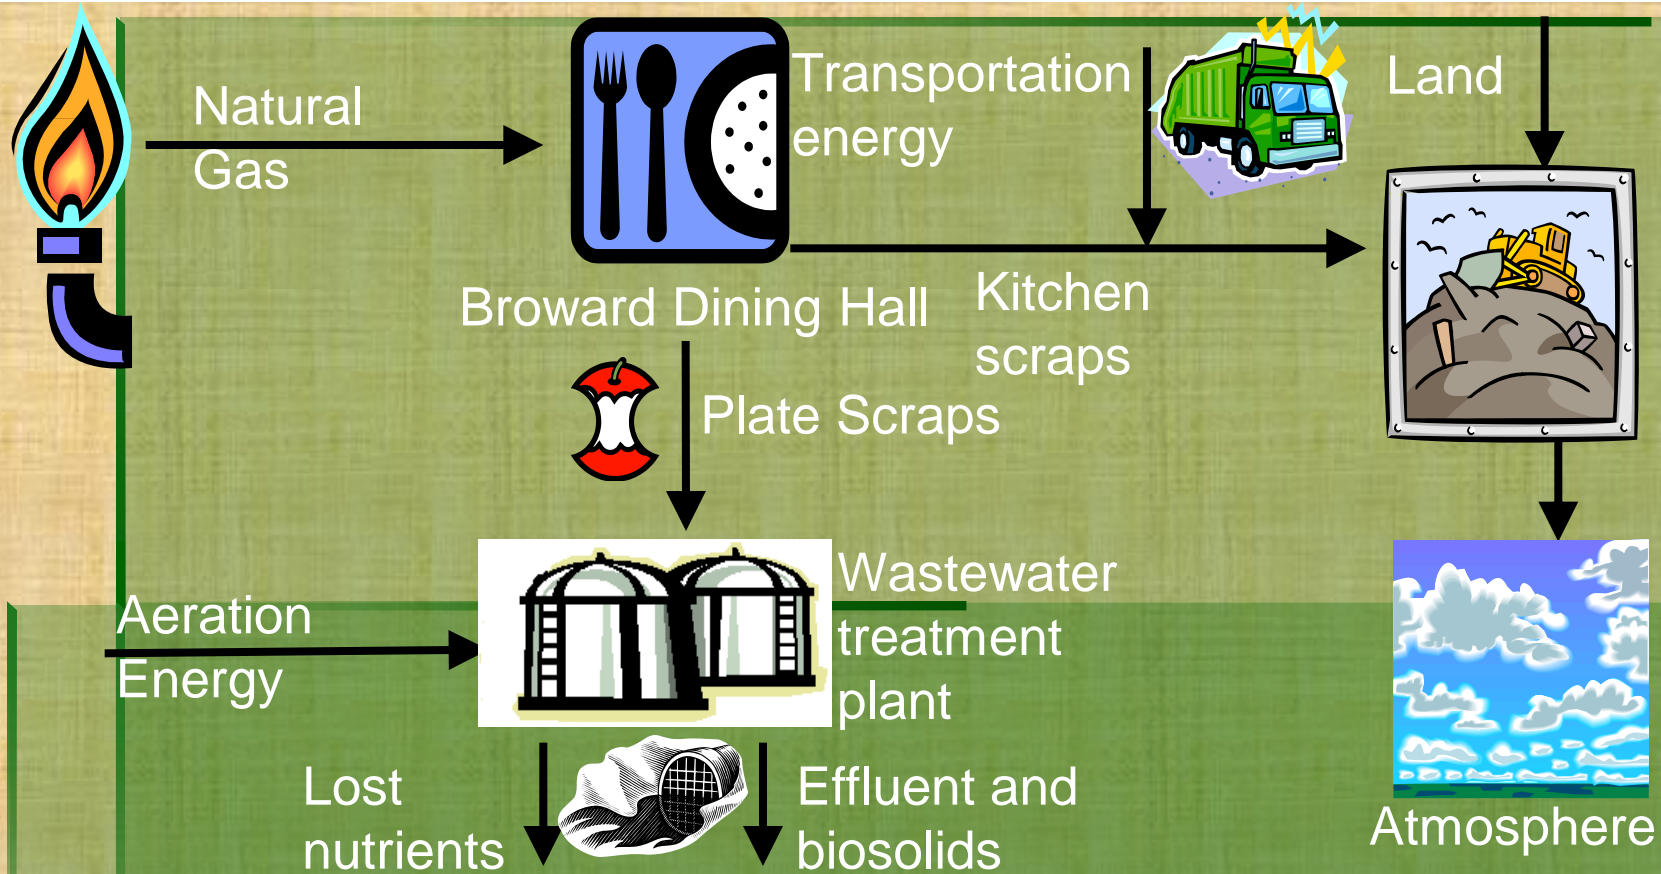 Natural
Gas
Transportation
energy
Land
Broward Dining Hall
Kitchen
scraps
Plate Scraps
Aeration
Energy
Wastewater
treatment
plant
Lost
nutrients
Effluent and
biosolids
Atmosphere